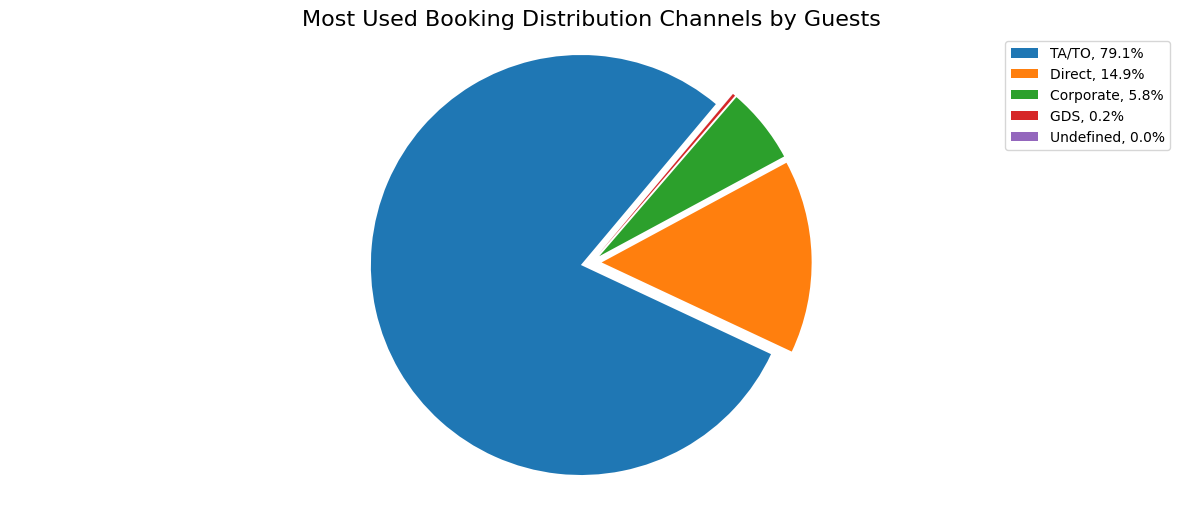 Most Used Booking Distribution Channels by Guests
TA/TO, 79.1%
Direct, 14.9%
Corporate, 5.8%
GDS, 0.2%
Undefined, 0.0%